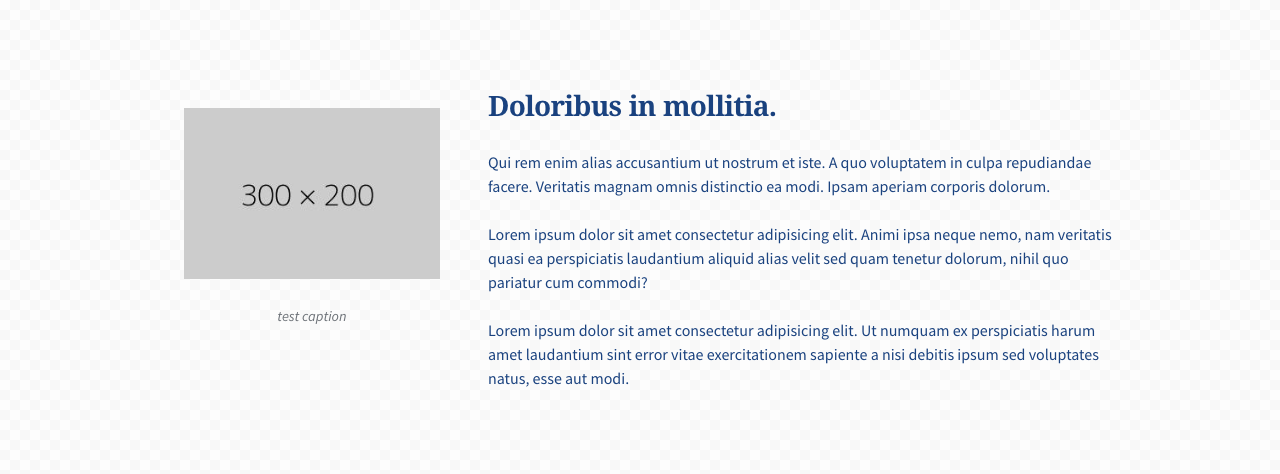 300 × 200
test caption
Doloribus in mollitia.
Qui rem enim alias accusantium ut nostrum et iste. A quo voluptatem in culpa repudiandae
facere. Veritatis magnam omnis distinctio ea modi. Ipsam aperiam corporis dolorum.
Lorem ipsum dolor sit amet consectetur adipisicing elit. Animi ipsa neque nemo, nam veritatis
quasi ea perspiciatis laudantium aliquid alias velit sed quam tenetur dolorum, nihil quo
pariatur cum commodi?
Lorem ipsum dolor sit amet consectetur adipisicing elit. Ut numquam ex perspiciatis harum
amet laudantium sint error vitae exercitationem sapiente a nisi debitis ipsum sed voluptates
natus, esse aut modi.